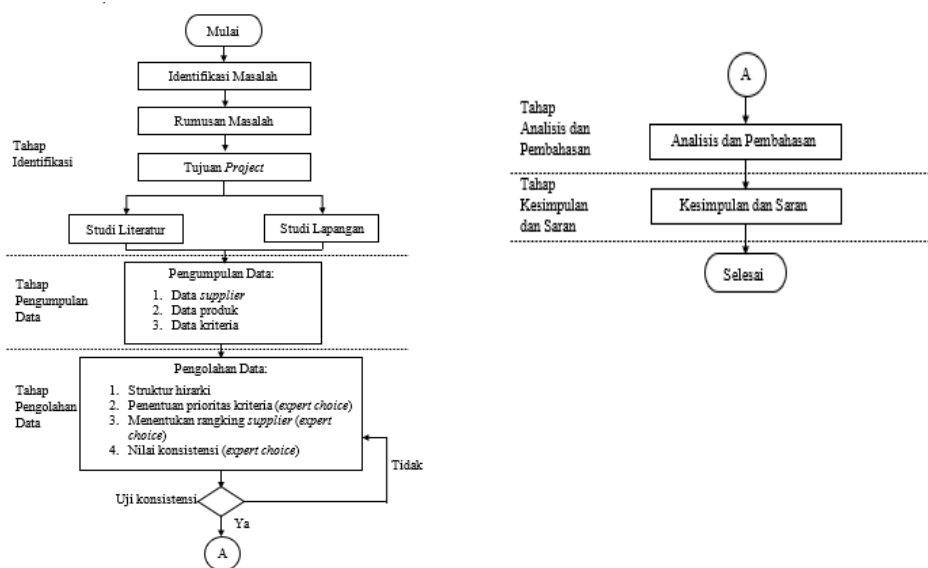 Mulai
Identifikasi Masalah
Rumusan Masalah
Tahap
Identifikasi
Tujuan Project
Studi Literatur
Studi Lapangan
Tahap
Pengumpulan
Data
Pengumpulan Data:
1. Data supplier
2. Data produk
3. Data kriteria
Tahap
Pengolahan
Data
Pengolahan Data:
1. Struktur hirarki
2. Penentuan prioritas kriteria (expert choice)
3. Menentukan rangking supplier (expert
choice)
4. Nilai konsistensi (expert choice)
Tidak
Uji konsistensi
Ya
A
A
Tahap
Analisis dan
Pembahasan
Analisis dan Pembahasan
Tahap
Kesimpulan
dan Saran
Kesimpulan dan Saran
Selesai